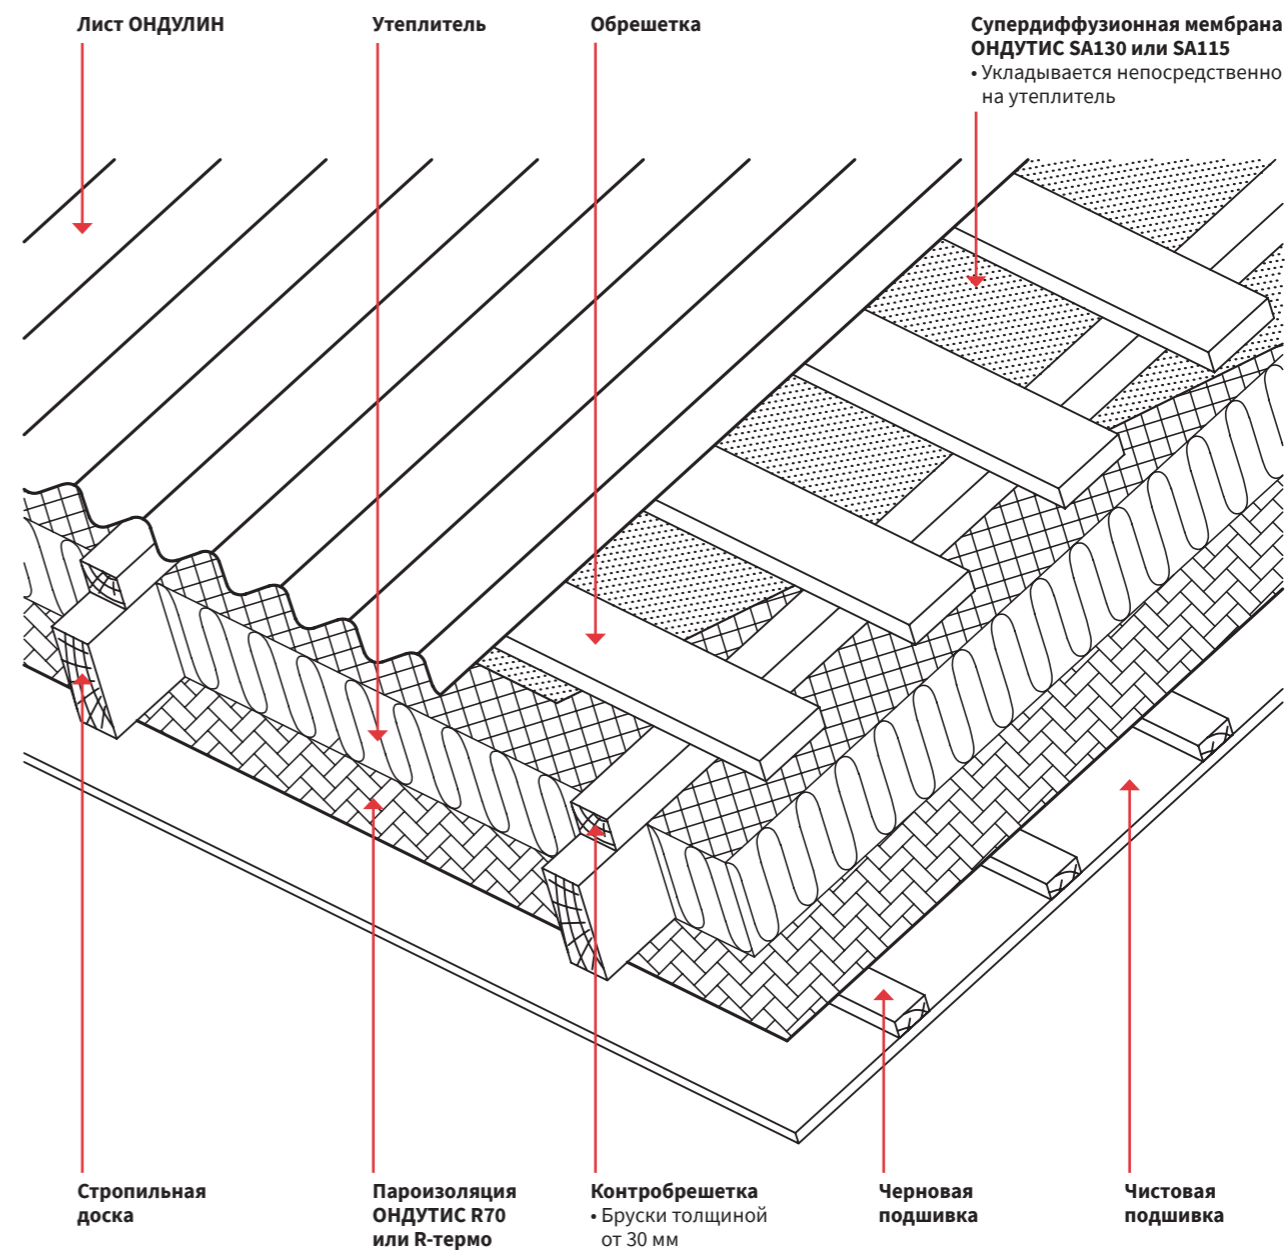 Лист ОНДУЛИН
Утеплитель
Обрешетка
Супердиффузионная мембрана
ОНДУТИС SA130 или SA115
• Укладывается непосредственно
на утеплитель
Стропильная
доска
Пароизоляция
ОНДУТИС R70
или R-термо
Контробрешетка
• Бруски толщиной
от 30 мм
Черновая
подшивка
Чистовая
подшивка